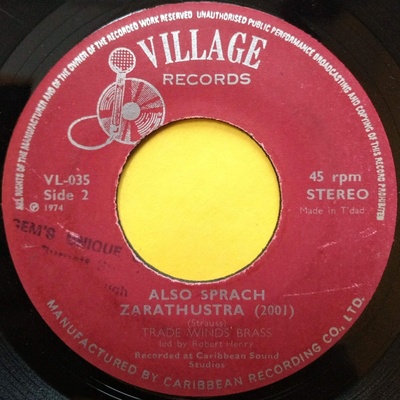 ALL RIGHTS OF THE MANUFACTURER AND OF THE OWNER OF THE RECORDED WORK RESERVED UNAUTHORISED PUBLIC PERFORMANCE BROADCASTING AND COPYING OF THIS RECORD PROHIBITED
VILLAGE
RECORDS
VL-035
Side 2
℗ 1974
45 rpm
STEREO
Made in T'dad
GEM'S UNIQUE
ALSO SPRACH
ZARATHUSTRA (2001)
(Strauss)
TRADE WINDS' BRASS
led by Robert Henry
Recorded at Caribbean Sound
Studios
MANUFACTURED BY CARIBBEAN RECORDING CO., LTD.